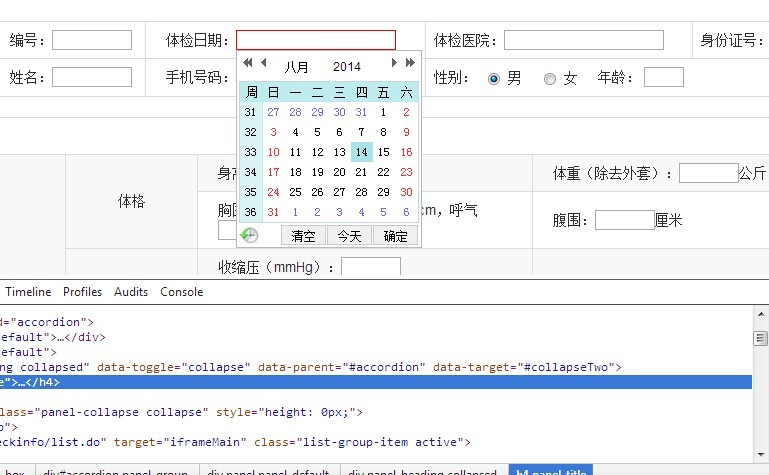 编号： 体检日期： 体检医院： 身份证号：
八月 2014
姓名： 手机号码： 性别： 男 女 年龄：
周 日 一 二 三 四 五 六
31 27 28 29 30 31 1 2
32 3 4 5 6 7 8 9
33 10 11 12 13 14 15 16
34 17 18 19 20 21 22 23
35 24 25 26 27 28 29 30
36 31 1 2 3 4 5 6
清空 今天 确定
体格
体重（除去外套）： 公斤
cm，呼气
腹围： 厘米
收缩压（mmHg）：
Timeline Profiles Audits Console
="accordion">
default">…</div>
default">
ng collapsed" data-toggle="collapse" data-parent="#accordion" data-target="#collapseTwo">
e">…</h4>
lass="panel-collapse collapse" style="height: 0px;">
">
eckinfo/list.do" target="iframeMain" class="list-group-item active">
box div#accordion.panel-group div.panel.panel-default div.panel-heading.collapsed h4.panel-title